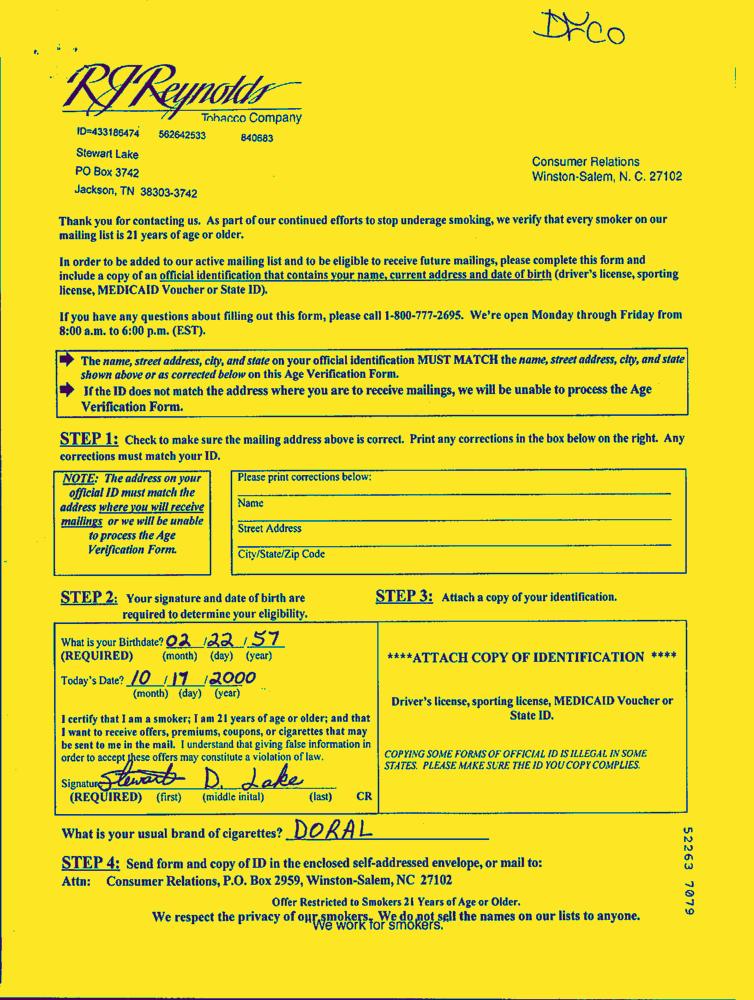 DrCo
RJReynolds
Tobacco Company
ID=433186474 562642533 840683
Stewart Lake
PO Box 3742
Jackson, TN 38303-3742
Consumer Relations
Winston-Salem, N. C. 27102
Thank you for contacting us. As part of our continued efforts to stop underage smoking, we verify that every smoker on our
mailing list is 21 years of age or older.
In order to be added to our active mailing list and to be eligible to receive future mailings, please complete this form and
include a copy of an official identification that contains your name, current address and date of birth (driver's license, sporting
license, MEDICAID Voucher or State ID).
If you have any questions about filling out this form, please call 1-800-777-2695. We're open Monday through Friday from
8:00 a.m. to 6:00 p.m. (EST).
The name, street address, city, and state on your official identification MUST MATCH the name, street address, city, and state
shown above or as corrected below on this Age Verification Form.
If the ID does not match the address where you are to receive mailings, we will be unable to process the Age
Verification Form.
STEP 1: Check to make sure the mailing address above is correct. Print any corrections in the box below on the right. Any
corrections must match your ID.
NOTE: The address on your
official ID must match the
address where you will receive
mailings or we will be unable
to process the Age
Verification Form.
Please print corrections below:
Name
Street Address
City/State/Zip Code
STEP 2: Your signature and date of birth are
required to determine your eligibility.
What is your Birthdate? 02 /22 / 57
(REQUIRED) (month) (day) (year)
Today's Date? 10 / 17 /2000
(month) (day) (year)
I certify that I am a smoker; I am 21 years of age or older; and that
I want to receive offers, premiums, coupons, or cigarettes that may
be sent to me in the mail. I understand that giving false information in
order to accept these offers may constitute a violation of law.
Signature Stewart D. Lake
(REQUIRED) (first) (middle inital) (last) CR
STEP 3: Attach a copy of your identification.
****ATTACH COPY OF IDENTIFICATION ****
Driver's license, sporting license, MEDICAID Voucher or
State ID.
COPYING SOME FORMS OF OFFICIAL ID IS ILLEGAL IN SOME
STATES. PLEASE MAKE SURE THE ID YOU COPY COMPLIES.
What is your usual brand of cigarettes? DORAL
STEP 4: Send form and copy of ID in the enclosed self-addressed envelope, or mail to:
Attn: Consumer Relations, P.O. Box 2959, Winston-Salem, NC 27102
Offer Restricted to Smokers 21 Years of Age or Older.
We respect the privacy of our smokers. We do not sell the names on our lists to anyone.
We work for smokers.
52263 7079